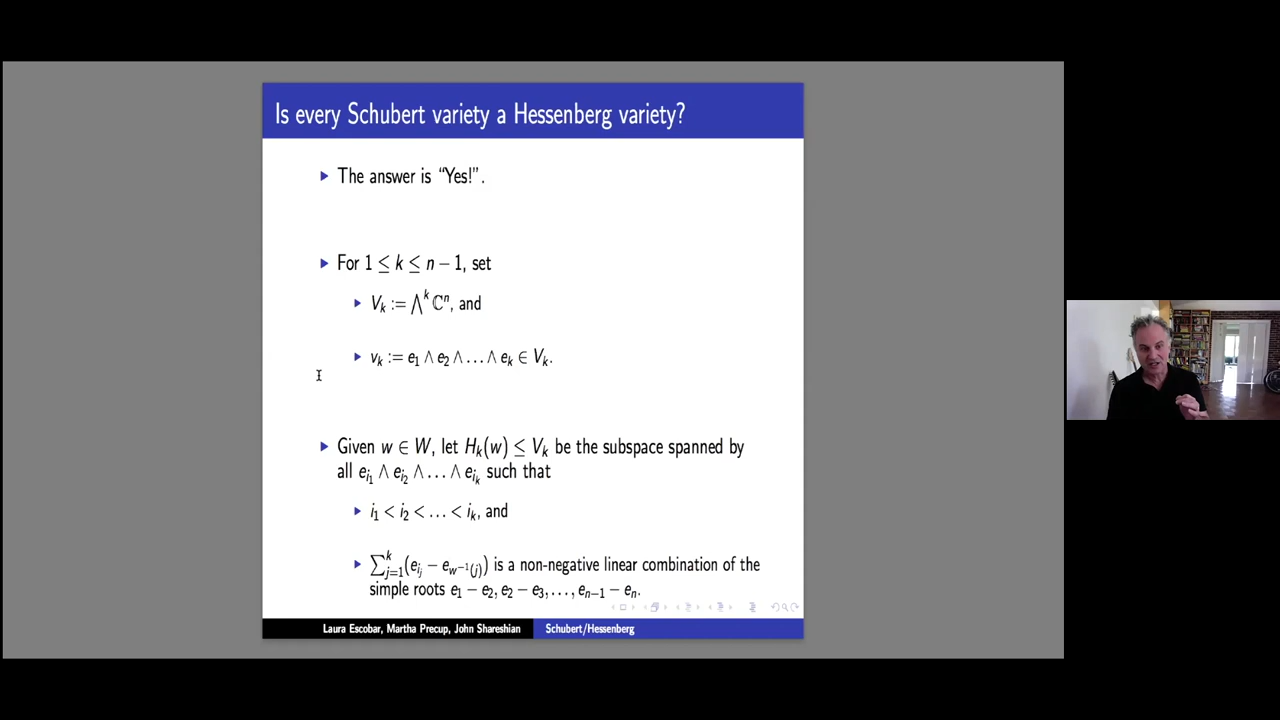 Is every Schubert variety a Hessenberg variety?
▶ The answer is “Yes!”.
▶ For 1 ≤ k ≤ n − 1, set
▶ V_k := ⋀^k ℂ^n, and
▶ v_k := e_1 ∧ e_2 ∧ … ∧ e_k ∈ V_k.
▶ Given w ∈ W, let H_k(w) ≤ V_k be the subspace spanned by
all e_{i_1} ∧ e_{i_2} ∧ … ∧ e_{i_k} such that
▶ i_1 < i_2 < … < i_k, and
▶ ∑_{j=1}^k (e_{i_j} − e_{w^{−1}(j)}) is a non-negative linear combination of the
simple roots e_1 − e_2, e_2 − e_3, …, e_{n−1} − e_n.
Laura Escobar, Martha Precup, John Shareshian Schubert/Hessenberg